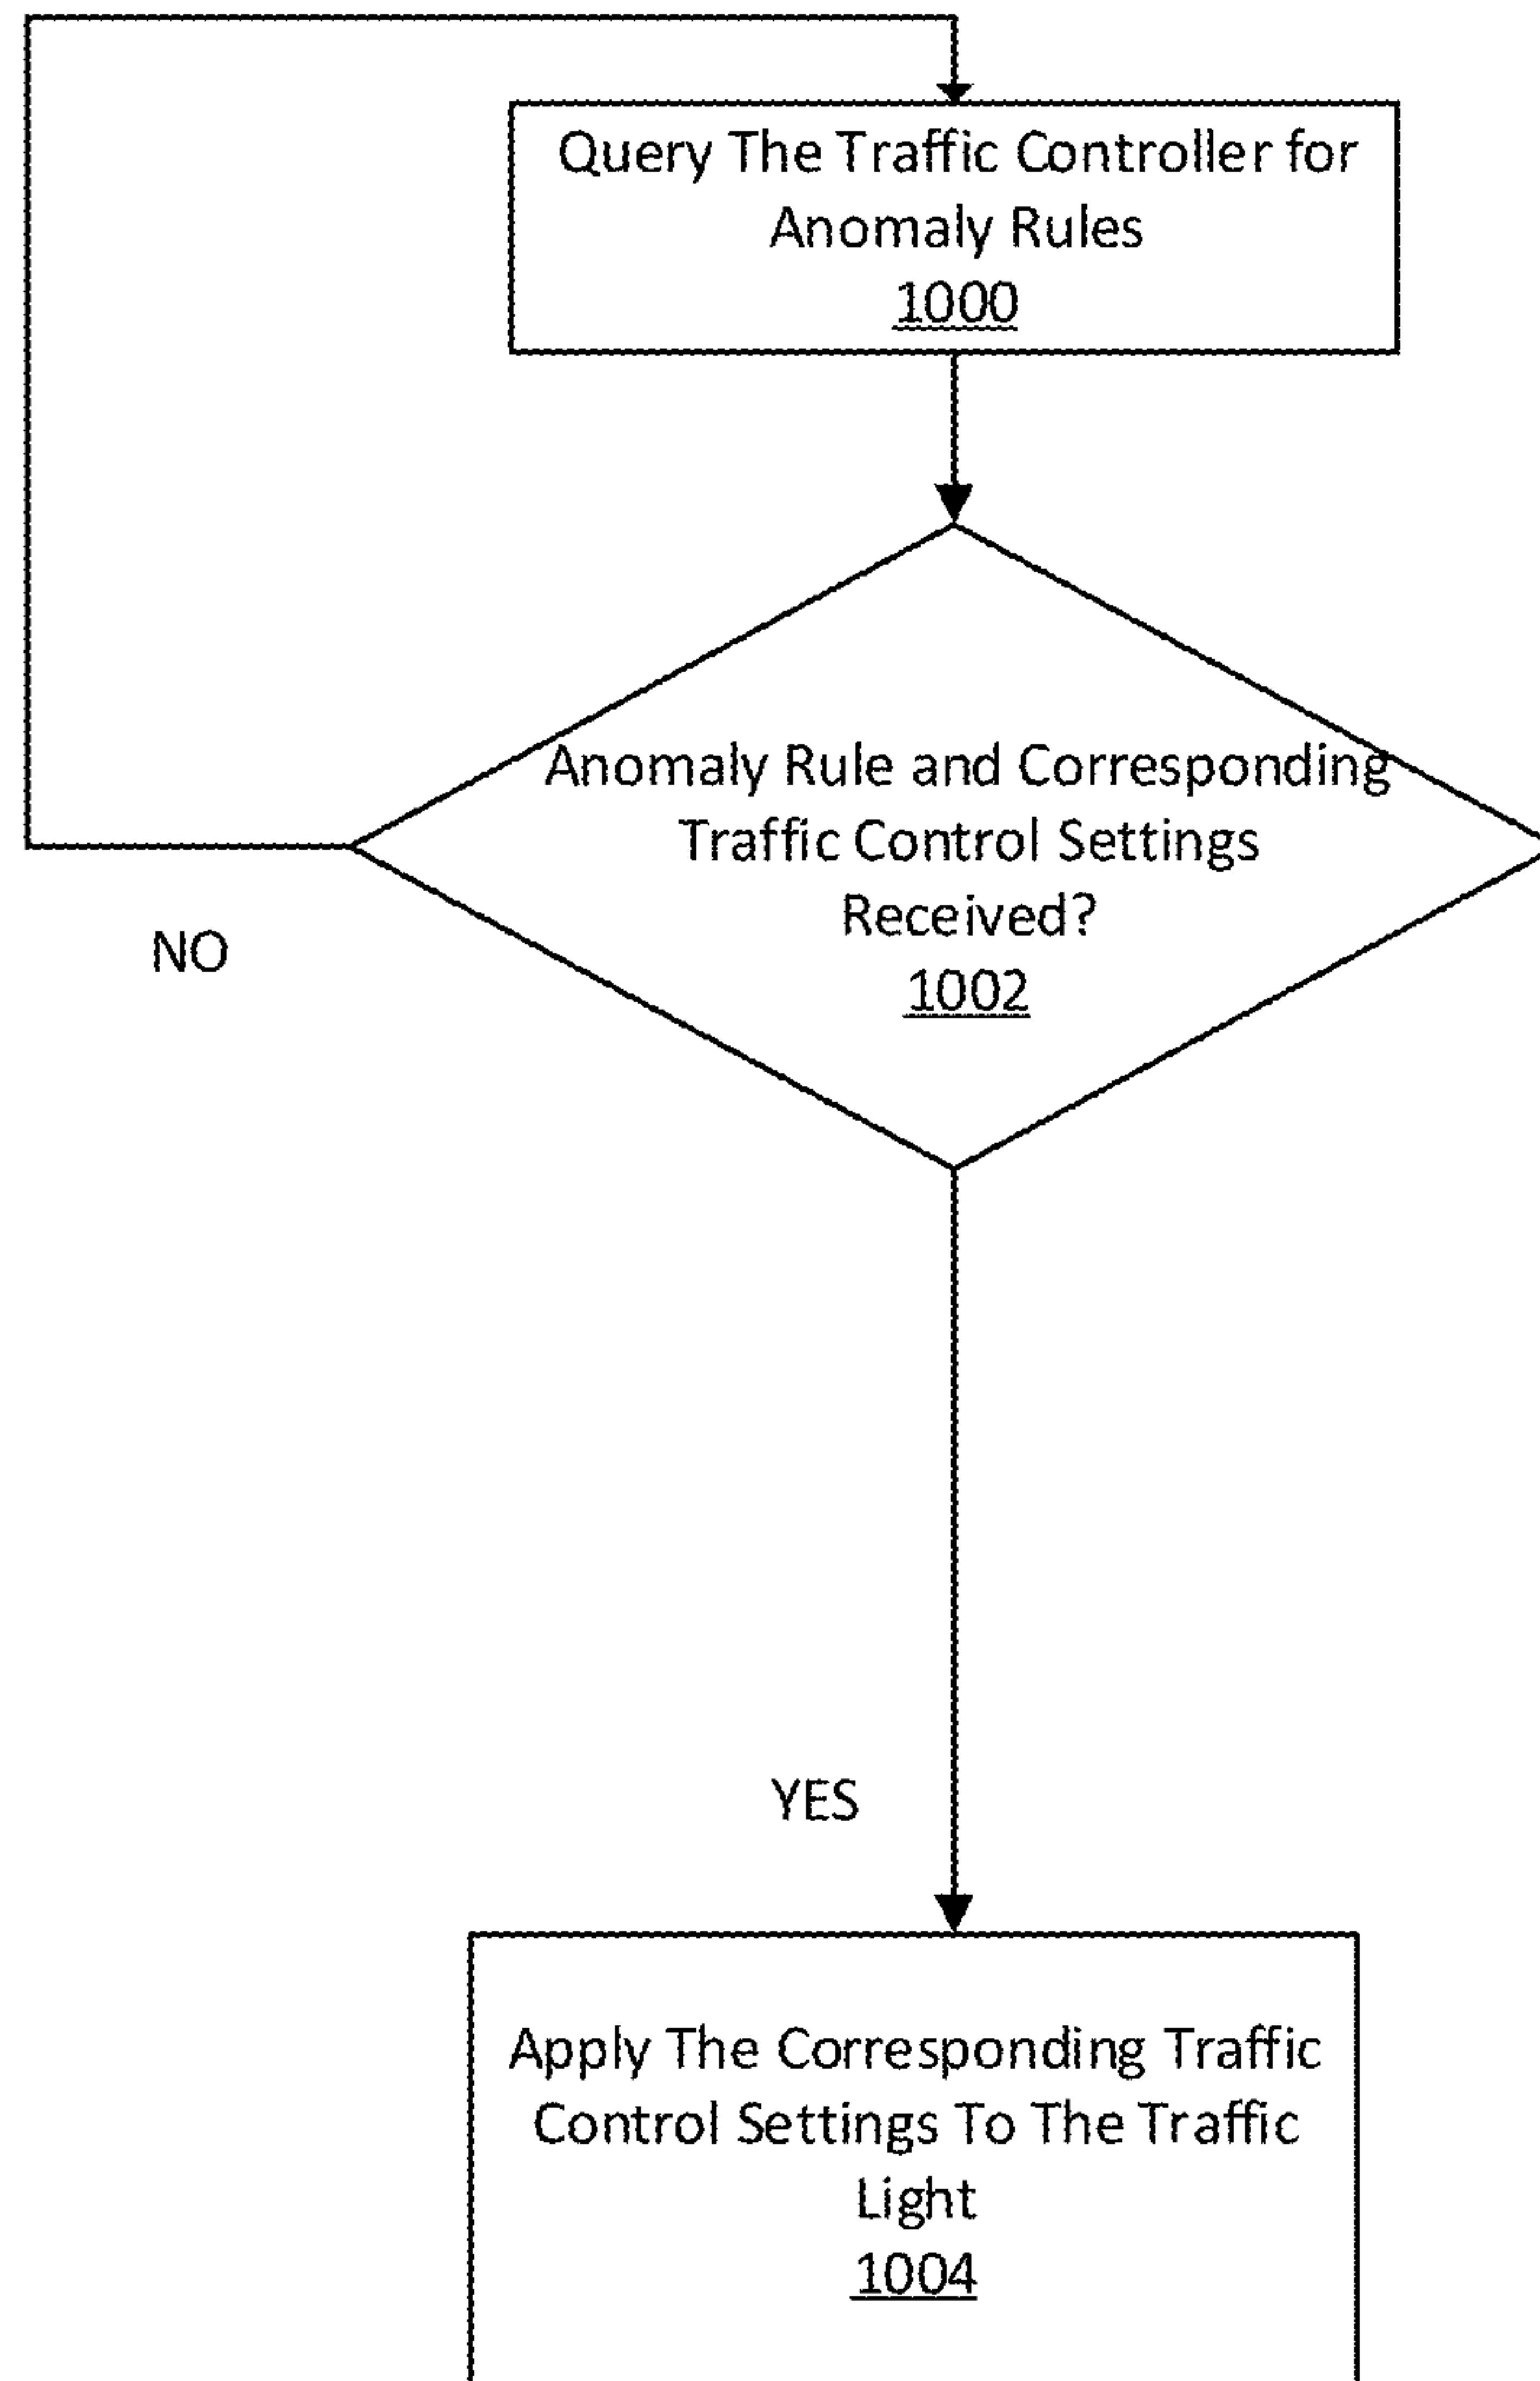 Query The Traffic Controller for
Anomaly Rules
1000
Anomaly Rule and Corresponding
Traffic Control Settings
Received?
1002
NO
YES
Apply The Corresponding Traffic
Control Settings To The Traffic
Light
1004